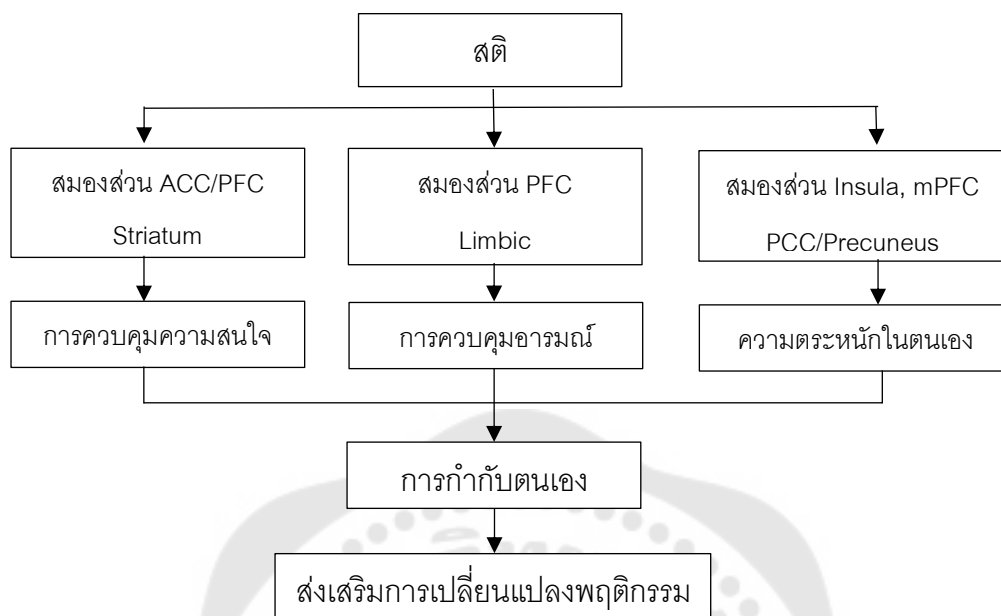 สติ
สมองส่วน ACC/PFC
Striatum
สมองส่วน PFC
Limbic
สมองส่วน Insula, mPFC
PCC/Precuneus
การควบคุมความสนใจ
การควบคุมอารมณ์
ความตระหนักในตนเอง
การกำกับตนเอง
ส่งเสริมการเปลี่ยนแปลงพฤติกรรม